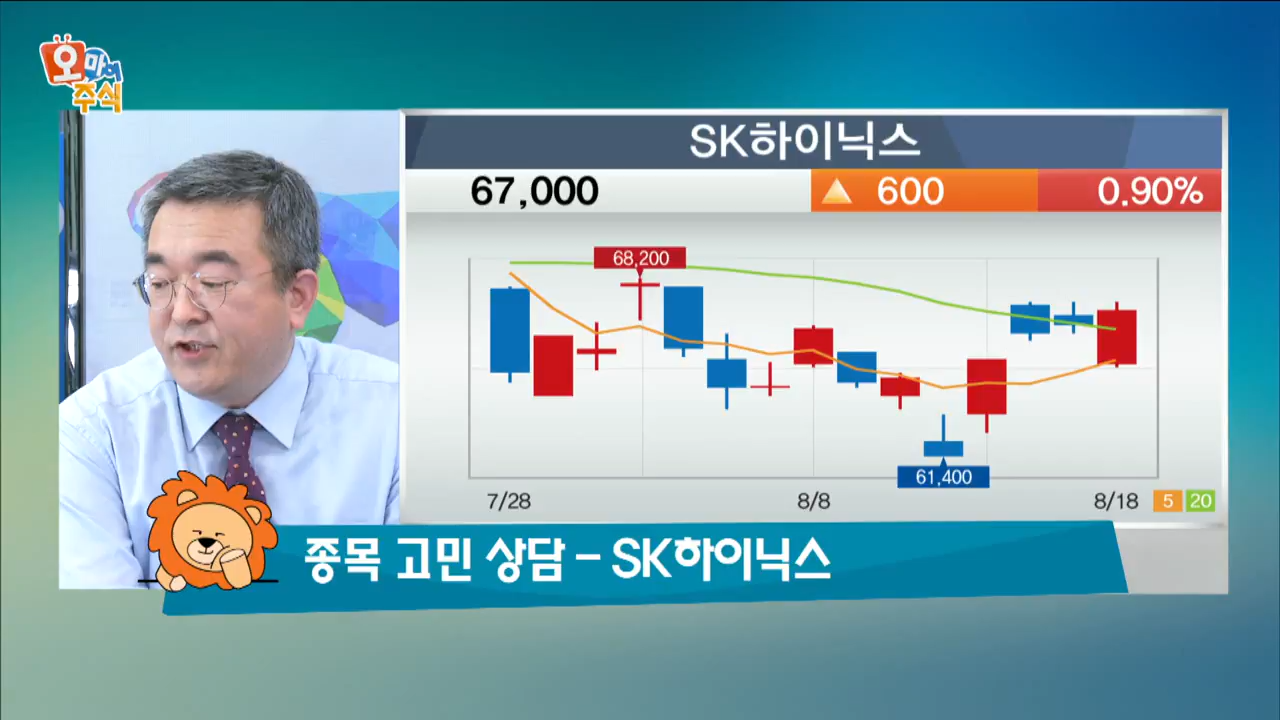 오마이
주식
SK하이닉스
67,000 ▲ 600 0.90%
68,200
61,400
7/28 8/8 8/18 5 20
종목 고민 상담 - SK하이닉스